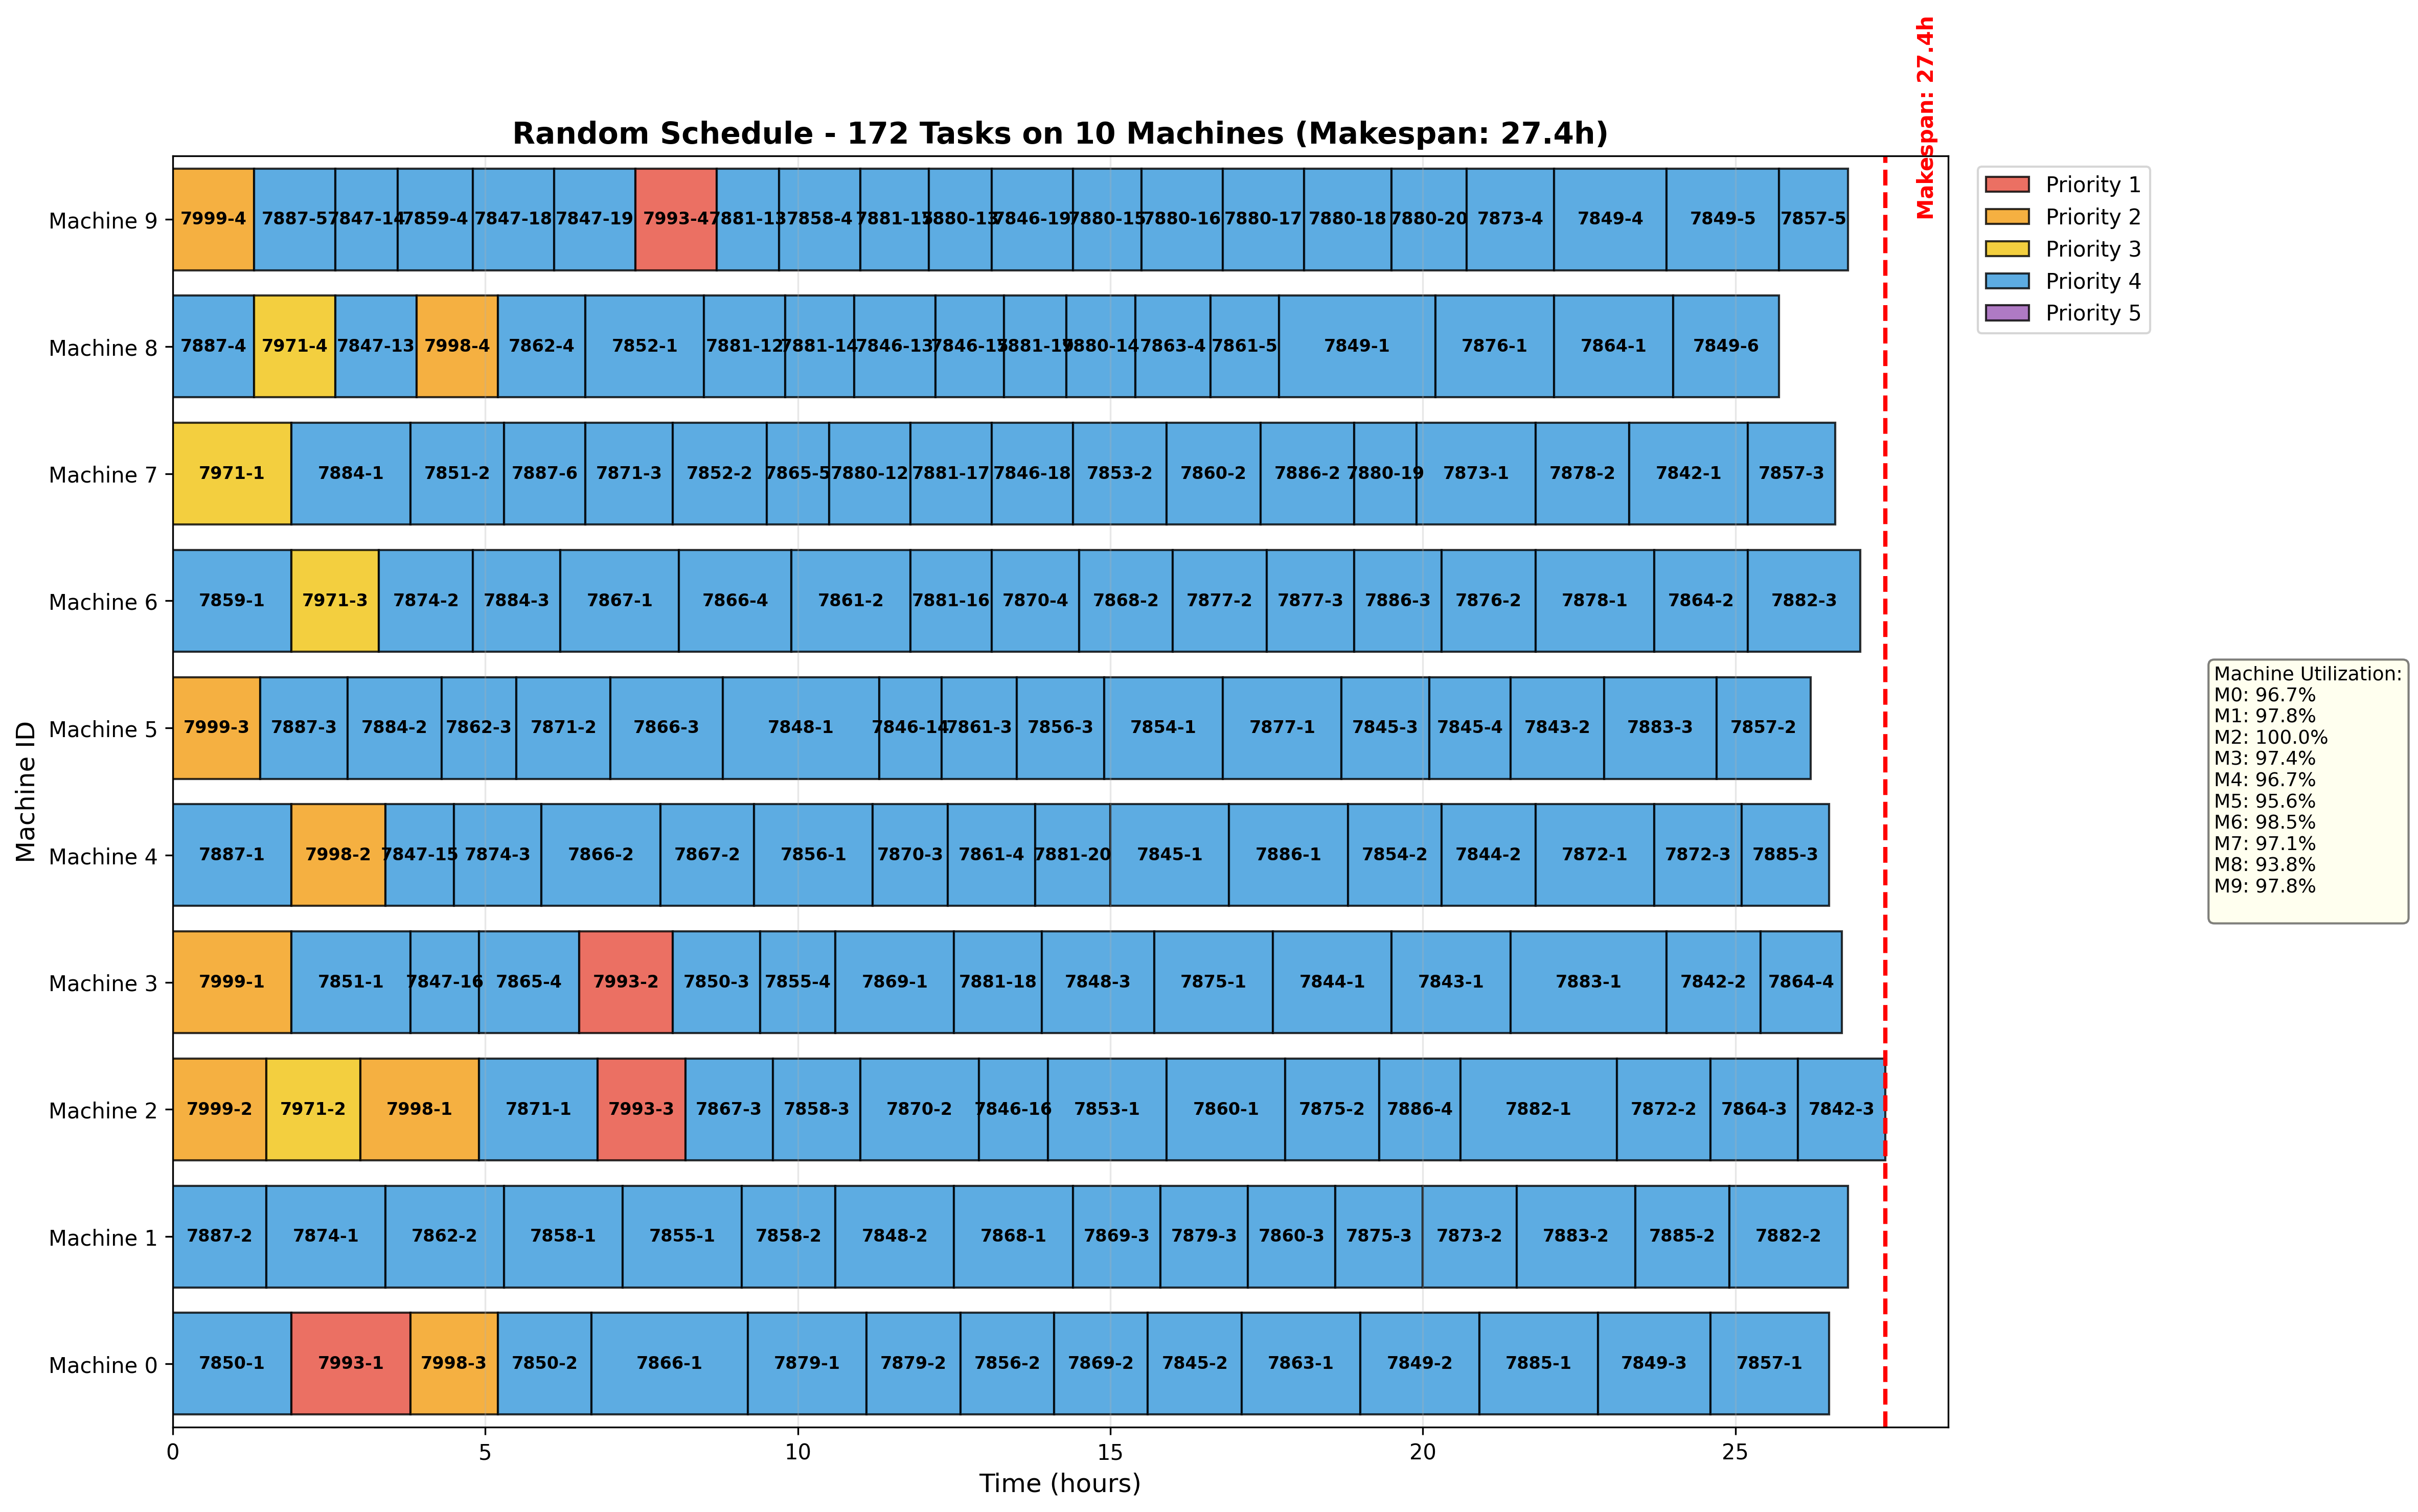 Makespan: 27.4h
Random Schedule - 172 Tasks on 10 Machines (Makespan: 27.4h)
Machine 9 7999-4 7887-5 7847-14 7859-4 7847-18 7847-19 7993-4 7881-13 7858-4 7881-15 7880-13 7846-19 7880-15 7880-16 7880-17 7880-18 7880-20 7873-4 7849-4 7849-5 7857-5
Machine 8 7887-4 7971-4 7847-13 7998-4 7862-4 7852-1 7881-12 7881-14 7846-13 7881-19 7880-14 7863-4 7861-5 7849-1 7876-1 7864-1 7849-6
Machine 7 7971-1 7884-1 7851-2 7887-6 7871-3 7852-2 7865-5 7880-12 7881-17 7846-18 7853-2 7860-2 7886-2 7880-19 7873-1 7878-2 7842-1 7857-3
Machine 6 7859-1 7971-3 7874-2 7884-3 7867-1 7866-4 7861-2 7881-16 7870-4 7868-2 7877-2 7877-3 7886-3 7876-2 7878-1 7864-2 7882-3
Machine 5 7999-3 7887-3 7884-2 7862-3 7871-2 7866-3 7848-1 7846-14 7861-3 7856-3 7854-1 7877-1 7845-3 7845-4 7843-2 7883-3 7857-2
Machine 4 7887-1 7998-2 7847-15 7874-3 7866-2 7867-2 7856-1 7870-3 7861-4 7881-20 7845-1 7886-1 7854-2 7844-2 7872-1 7872-3 7885-3
Machine 3 7999-1 7851-1 7847-16 7865-4 7993-2 7850-3 7855-4 7869-1 7881-18 7848-3 7875-1 7844-1 7843-1 7883-1 7842-2 7864-4
Machine 2 7999-2 7971-2 7998-1 7871-1 7993-3 7867-3 7858-3 7870-2 7846-16 7853-1 7860-1 7875-2 7886-4 7882-1 7872-2 7864-3 7842-3
Machine 1 7887-2 7874-1 7862-2 7858-1 7855-1 7858-2 7848-2 7868-1 7869-3 7879-3 7860-3 7875-3 7873-2 7883-2 7885-2 7882-2
Machine 0 7850-1 7993-1 7998-3 7850-2 7866-1 7879-1 7879-2 7856-2 7869-2 7845-2 7863-1 7849-2 7885-1 7849-3 7857-1
0 5 10 15 20 25
Time (hours)
Machine ID
Priority 1
Priority 2
Priority 3
Priority 4
Priority 5
Machine Utilization:
M0: 96.7%
M1: 97.8%
M2: 100.0%
M3: 97.4%
M4: 96.7%
M5: 95.6%
M6: 98.5%
M7: 97.1%
M8: 93.8%
M9: 97.8%